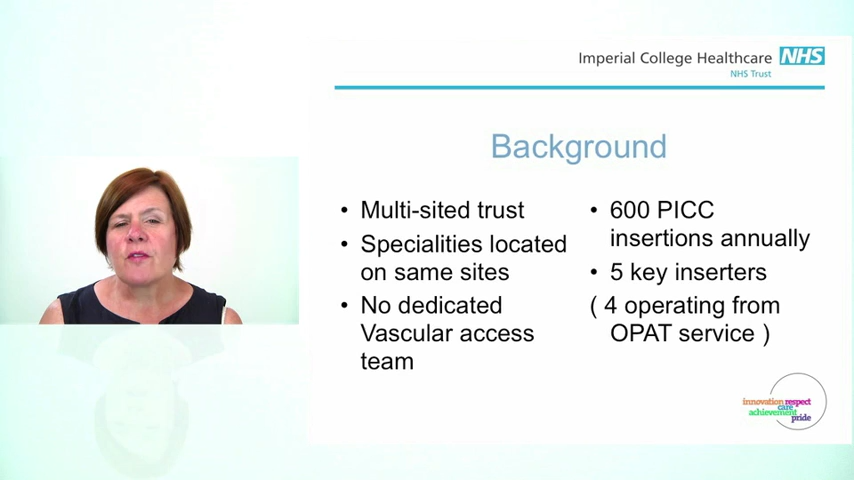 Imperial College Healthcare NHS
NHS Trust
Background
• Multi-sited trust
• Specialities located
on same sites
• No dedicated
Vascular access
team
• 600 PICC
insertions annually
• 5 key inserters
( 4 operating from
OPAT service )
innovation respect
care
achievement
pride